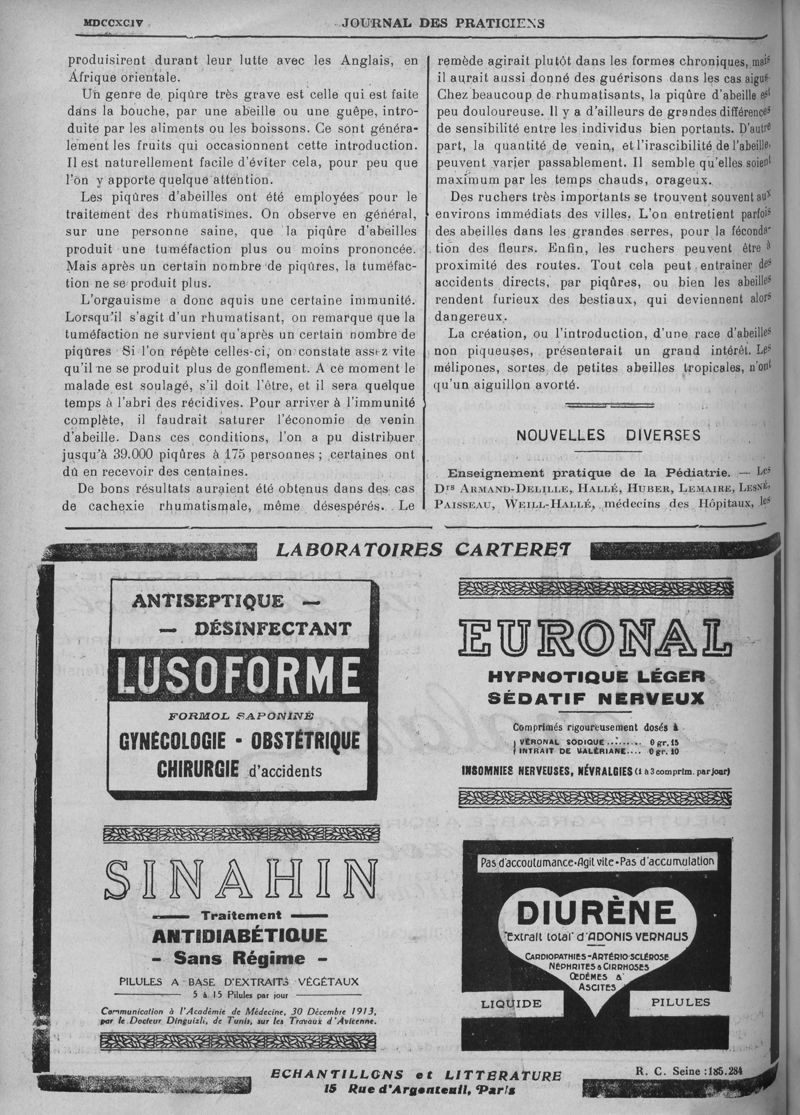 MDCCXCIV
JOURNAL DES PRATICIENS
produisirent durant leur lutte avec les Anglais, en
Afrique orientale.
Un genre de piqûre très grave est celle qui est faite
dans la bouche, par une abeille ou une guêpe, intro-
duite par les aliments ou les boissons. Ce sont généra-
lement les fruits qui occasionnent cette introduction.
Il est naturellement facile d'éviter cela, pour peu que
l'on y apporte quelque attention.
Les piqûres d'abeilles ont été employées pour le
traitement des rhumatismes. On observe en général,
sur une personne saine, que la piqûre d'abeilles
produit une tuméfaction plus ou moins prononcée.
Mais après un certain nombre de piqûres, la tuméfac-
tion ne se produit plus.
L'orgauisme a donc aquis une certaine immunité.
Lorsqu'il s'agit d'un rhumatisant, on remarque que la
tuméfaction ne survient qu'après un certain nombre de
piqûres Si l'on répète celles-ci, on constate assez vite
qu'il ne se produit plus de gonflement. A ce moment le
malade est soulagé, s'il doit l'être, et il sera quelque
temps à l'abri des récidives. Pour arriver à l'immunité
complète, il faudrait saturer l'économie de venin
d'abeille. Dans ces conditions, l'on a pu distribuer
jusqu'à 39.000 piqûres à 175 personnes ; certaines ont
dû en recevoir des centaines.
De bons résultats auraient été obtenus dans des cas
de cachexie rhumatismale, même désespérés. Le
remède agirait plutôt dans les formes chroniques, mais
il aurait aussi donné des guérisons dans les cas aigus.
Chez beaucoup de rhumatisants, la piqûre d'abeille est
peu douloureuse. Il y a d'ailleurs de grandes différences
de sensibilité entre les individus bien portants. D'autre
part, la quantité de venin, et l'irascibilité de l'abeille,
peuvent varier passablement. Il semble qu'elles soient
maximum par les temps chauds, orageux.
Des ruchers très importants se trouvent souvent aux
environs immédiats des villes. L'on entretient parfois
des abeilles dans les grandes serres, pour la féconda-
tion des fleurs. Enfin, les ruchers peuvent être à
proximité des routes. Tout cela peut entraîner des
accidents directs, par piqûres, ou bien les abeilles
rendent furieux des bestiaux, qui deviennent alors
dangereux.
La création, ou l'introduction, d'une race d'abeilles
non piqueuses, présenterait un grand intérêt. Les
mélipones, sortes de petites abeilles tropicales, n'ont
qu'un aiguillon avorté.
NOUVELLES DIVERSES
Enseignement pratique de la Pédiatrie. — Les
Drs ARMAND-DELILLE, HALLÉ, HUBER, LEMAIRE, LESNÉ,
PAISSEAU, WEILL-HALLÉ, médecins des Hôpitaux, les
LABORATOIRES CARTERET
ANTISEPTIQUE —
— DÉSINFECTANT
LUSOFORME
FORMOL SAPONINÉ
GYNÉCOLOGIE - OBSTÉTRIQUE
CHIRURGIE d'accidents
EURONAL
HYPNOTIQUE LÉGER
SÉDATIF NERVEUX
Comprimés rigoureusement dosés à
VÉRONAL SODIQUE ........ 0 gr. 15
INTRAIT DE VALÉRIANE.... 0 gr. 10
INSOMNIES NERVEUSES, NÉVRALGIES (1 à 3 comprim. par jour)
SINAHIN
Traitement
ANTIDIABÉTIQUE
- Sans Régime -
PILULES A BASE D'EXTRAITS VÉGÉTAUX
5 à 15 Pilules par jour
Communication à l'Académie de Médecine, 30 Décembre 1913,
par le Docteur Dinguizli, de Tunis, sur les Travaux d'Avicenne.
Pas d'accoutumance•Agit vite•Pas d'accumulation
DIURÈNE
"Extrait total" d'ADONIS VERNALIS
CARDIOPATHIES-ARTÉRIO SCLÉROSE
NÉPHRITES & CIRRHOSES
ŒDÈMES &
ASCITES
LIQUIDE
PILULES
ECHANTILLONS et LITTERATURE
15 Rue d'Argenteuil, Paris
R. C. Seine : 185.284